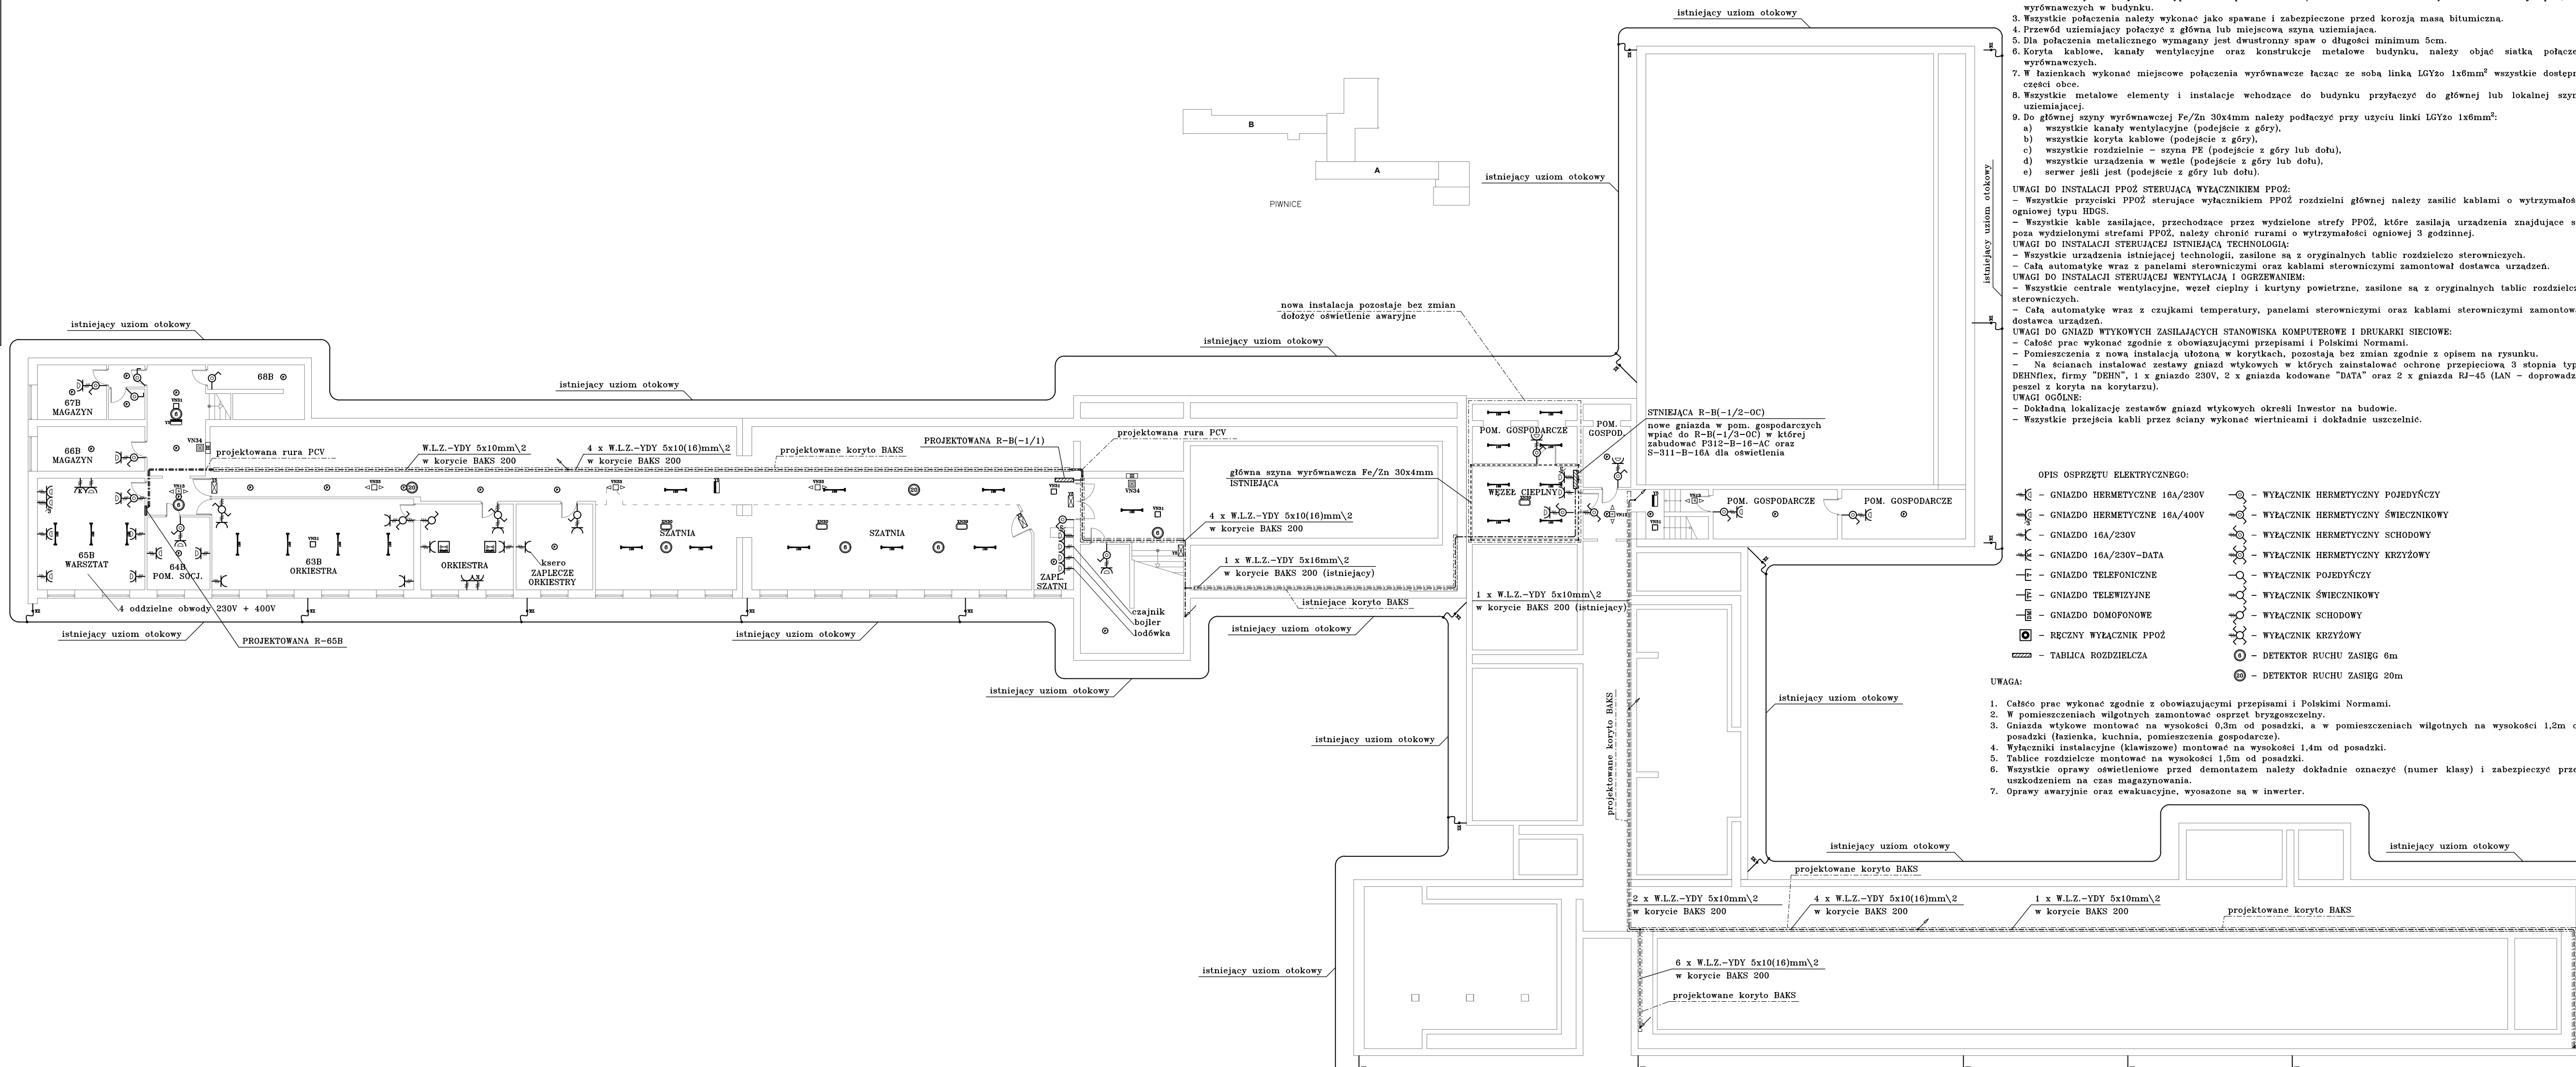 istniejący uziom otokowy
istniejący uziom otokowy
istniejący uziom otokowy
B
A
PIWNICE
wyrównawczych w budynku.
3. Wszystkie połączenia należy wykonać jako spawane i zabezpieczone przed korozją masą bitumiczną.
4. Przewód uziemiający połączyć z główną lub miejscową szyną uziemiającą.
5. Dla połączenia metalicznego wymagany jest dwustronny spaw o długości minimum 5cm.
6. Koryta kablowe, kanały wentylacyjne oraz konstrukcje metalowe budynku, należy objąć siatką połącze
wyrównawczych.
7. W łazienkach wykonać miejscowe połączenia wyrównawcze łącząc ze sobą linką LGYżo 1x6mm² wszystkie dostępn
części obce.
8. Wszystkie metalowe elementy i instalacje wchodzące do budynku przyłączyć do głównej lub lokalnej szyn
uziemiającej.
9. Do głównej szyny wyrównawczej Fe/Zn 30x4mm należy podłączyć przy użyciu linki LGYżo 1x6mm²:
a) wszystkie kanały wentylacyjne (podejście z góry),
b) wszystkie koryta kablowe (podejście z góry),
c) wszystkie rozdzielnie – szyna PE (podejście z góry lub dołu),
d) wszystkie urządzenia w węźle (podejście z góry lub dołu),
e) serwer jeśli jest (podejście z góry lub dołu).
UWAGI DO INSTALACJI PPOŻ STERUJĄCĄ WYŁĄCZNIKIEM PPOŻ:
– Wszystkie przyciski PPOŻ sterujące wyłącznikiem PPOŻ rozdzielni głównej należy zasilić kablami o wytrzymałoś
ogniowej typu HDGS.
– Wszystkie kable zasilające, przechodzące przez wydzielone strefy PPOŻ, które zasilają urządzenia znajdujące s
poza wydzielonymi strefami PPOŻ, należy chronić rurami o wytrzymałości ogniowej 3 godzinnej.
UWAGI DO INSTALACJI STERUJĄCEJ ISTNIEJĄCĄ TECHNOLOGIĄ:
– Wszystkie urządzenia istniejącej technologii, zasilone są z oryginalnych tablic rozdzielczo sterowniczych.
– Całą automatykę wraz z panelami sterowniczymi oraz kablami sterowniczymi zamontował dostawca urządzeń.
UWAGI DO INSTALACJI STERUJĄCEJ WENTYLACJĄ I OGRZEWANIEM:
– Wszystkie centrale wentylacyjne, węzeł cieplny i kurtyny powietrzne, zasilone są z oryginalnych tablic rozdzielcz
sterowniczych.
– Całą automatykę wraz z czujkami temperatury, panelami sterowniczymi oraz kablami sterowniczymi zamontowa
dostawca urządzeń.
UWAGI DO GNIAZD WTYKOWYCH ZASILAJĄCYCH STANOWISKA KOMPUTEROWE I DRUKARKI SIECIOWE:
– Całość prac wykonać zgodnie z obowiązującymi przepisami i Polskimi Normami.
– Pomieszczenia z nową instalacją ułożoną w korytkach, pozostają bez zmian zgodnie z opisem na rysunku.
– Na ścianach instalować zestawy gniazd wtykowych w których zainstalować ochronę przepięciową 3 stopnia typ
DEHNflex, firmy "DEHN", 1 x gniazdo 230V, 2 x gniazda kodowane "DATA" oraz 2 x gniazda RJ-45 (LAN – doprowadz
peszel z koryta na korytarzu).
UWAGI OGÓLNE:
– Dokładną lokalizację zestawów gniazd wtykowych określi Inwestor na budowie.
– Wszystkie przejścia kabli przez ściany wykonać wiertnicami i dokładnie uszczelnić.
nowa instalacja pozostaje bez zmian
dołożyć oświetlenie awaryjne
istniejący uziom otokowy
istniejący uziom otokowy
istniejący uziom otokowy
67B
MAGAZYN
68B
66B
MAGAZYN
VN34
projektowana rura PCV
W.L.Z.-YDY 5x10mm\2
w korycie BAKS 200
4 x W.L.Z.-YDY 5x10(16)mm\2
w korycie BAKS 200
projektowane koryto BAKS
PROJEKTOWANA R-B(-1/1)
projektowana rura PCV
VN34
65B
WARSZTAT
64B
POM. SOCJ.
63B
ORKIESTRA
ORKIESTRA
ksero
ZAPLECZE
ORKIESTRY
SZATNIA
SZATNIA
ZAPL.
SZATNI
czajnik
bojler
lodówka
4 oddzielne obwody 230V + 400V
PROJEKTOWANA R-65B
istniejący uziom otokowy
istniejący uziom otokowy
istniejący uziom otokowy
istniejący uziom otokowy
główna szyna wyrównawcza Fe/Zn 30x4mm
ISTNIEJĄCA
4 x W.L.Z.-YDY 5x10(16)mm\2
w korycie BAKS 200
1 x W.L.Z.-YDY 5x16mm\2
w korycie BAKS 200 (istniejący)
istniejące koryto BAKS
1 x W.L.Z.-YDY 5x10mm\2
w korycie BAKS 200 (istniejący)
POM. GOSPODARCZE
POM.
GOSPOD.
WĘZEŁ CIEPLNY
STNIEJĄCA R-B(-1/2-OC)
nowe gniazda w pom. gospodarczych
wpiąć do R-B(-1/3-OC) w której
zabudować P312-B-16-AC oraz
S-311-B-16A dla oświetlenia
POM. GOSPODARCZE
POM. GOSPODARCZE
OPIS OSPRZĘTU ELEKTRYCZNEGO:
– GNIAZDO HERMETYCZNE 16A/230V
– GNIAZDO HERMETYCZNE 16A/400V
– GNIAZDO 16A/230V
– GNIAZDO 16A/230V-DATA
– GNIAZDO TELEFONICZNE
– GNIAZDO TELEWIZYJNE
– GNIAZDO DOMOFONOWE
– RĘCZNY WYŁĄCZNIK PPOŻ
– TABLICA ROZDZIELCZA
– WYŁĄCZNIK HERMETYCZNY POJEDYŃCZY
– WYŁĄCZNIK HERMETYCZNY ŚWIECZNIKOWY
– WYŁĄCZNIK HERMETYCZNY SCHODOWY
– WYŁĄCZNIK HERMETYCZNY KRZYŻOWY
– WYŁĄCZNIK POJEDYŃCZY
– WYŁĄCZNIK ŚWIECZNIKOWY
– WYŁĄCZNIK SCHODOWY
– WYŁĄCZNIK KRZYŻOWY
6 – DETEKTOR RUCHU ZASIĘG 6m
20 – DETEKTOR RUCHU ZASIĘG 20m
UWAGA:
1. Całśćo prac wykonać zgodnie z obowiązującymi przepisami i Polskimi Normami.
2. W pomieszczeniach wilgotnych zamontować osprzęt bryzgoszczelny.
3. Gniazda wtykowe montować na wysokości 0,3m od posadzki, a w pomieszczeniach wilgotnych na wysokości 1,2m o
posadzki (łazienka, kuchnia, pomieszczenia gospodarcze).
4. Wyłączniki instalacyjne (klawiszowe) montować na wysokości 1,4m od posadzki.
5. Tablice rozdzielcze montować na wysokości 1,5m od posadzki.
6. Wszystkie oprawy oświetleniowe przed demontażem należy dokładnie oznaczyć (numer klasy) i zabezpieczyć prze
uszkodzeniem na czas magazynowania.
7. Oprawy awaryjnie oraz ewakuacyjne, wyosażone są w inwerter.
projektowane koryto BAKS
istniejący uziom otokowy
istniejący uziom otokowy
istniejący uziom otokowy
istniejący uziom otokowy
projektowane koryto BAKS
2 x W.L.Z.-YDY 5x10mm\2
w korycie BAKS 200
4 x W.L.Z.-YDY 5x10(16)mm\2
w korycie BAKS 200
1 x W.L.Z.-YDY 5x10mm\2
w korycie BAKS 200
projektowane koryto BAKS
istniejący uziom otokowy
6 x W.L.Z.-YDY 5x10(16)mm\2
w korycie BAKS 200
projektowane koryto BAKS